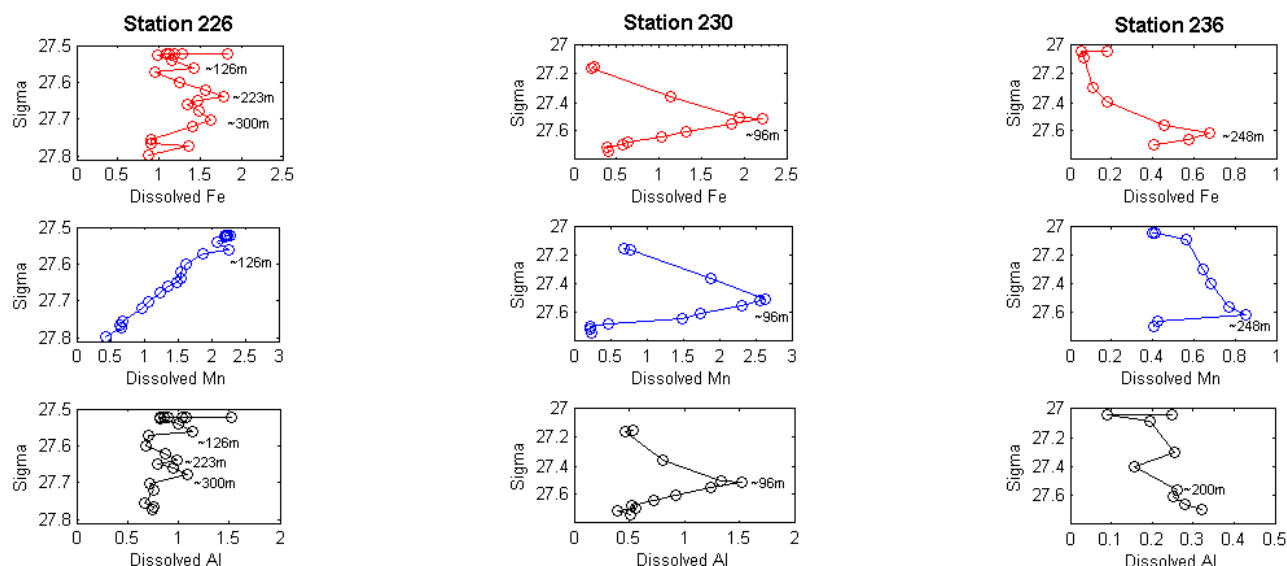 Station 226
27.5
27.6
27.7
27.8
Sigma
~126m
~223m
~300m
0 0.5 1 1.5 2 2.5
Dissolved Fe
Station 230
27
27.2
27.4
27.6
Sigma
~96m
0 0.5 1 1.5 2 2.5
Dissolved Fe
Station 236
27
27.2
27.4
27.6
Sigma
~248m
0 0.2 0.4 0.6 0.8 1
Dissolved Fe
27.5
27.6
27.7
27.8
Sigma
~126m
0 0.5 1 1.5 2 2.5 3
Dissolved Mn
27
27.2
27.4
27.6
Sigma
~96m
0 0.5 1 1.5 2 2.5 3
Dissolved Mn
27
27.2
27.4
27.6
Sigma
~248m
0 0.2 0.4 0.6 0.8 1
Dissolved Mn
27.5
27.6
27.7
27.8
Sigma
~126m
~223m
~300m
0 0.5 1 1.5 2
Dissolved Al
27
27.2
27.4
27.6
Sigma
~96m
0 0.5 1 1.5 2
Dissolved Al
27
27.2
27.4
27.6
Sigma
~200m
0 0.1 0.2 0.3 0.4 0.5
Dissolved Al